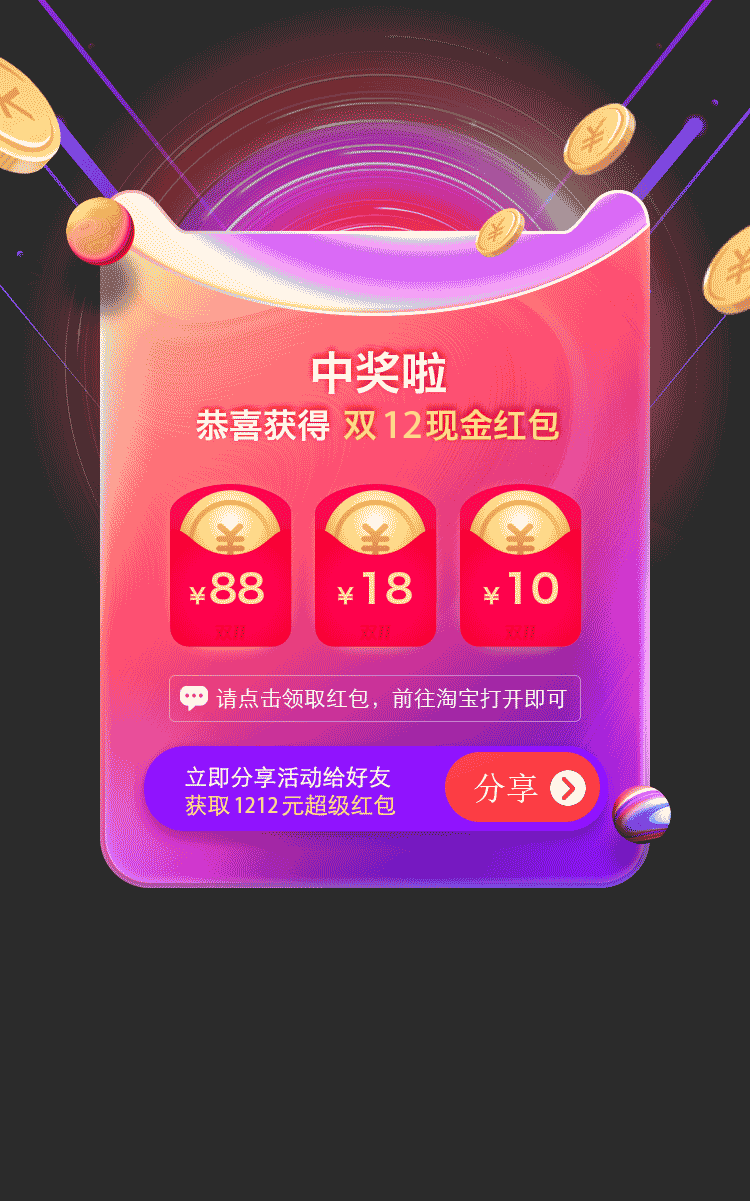 中奖啦
恭喜获得 双12现金红包
¥88
¥18
¥10
双11
双11
双11
请点击领取红包，前往淘宝打开即可
立即分享活动给好友
获取1212元超级红包
分享